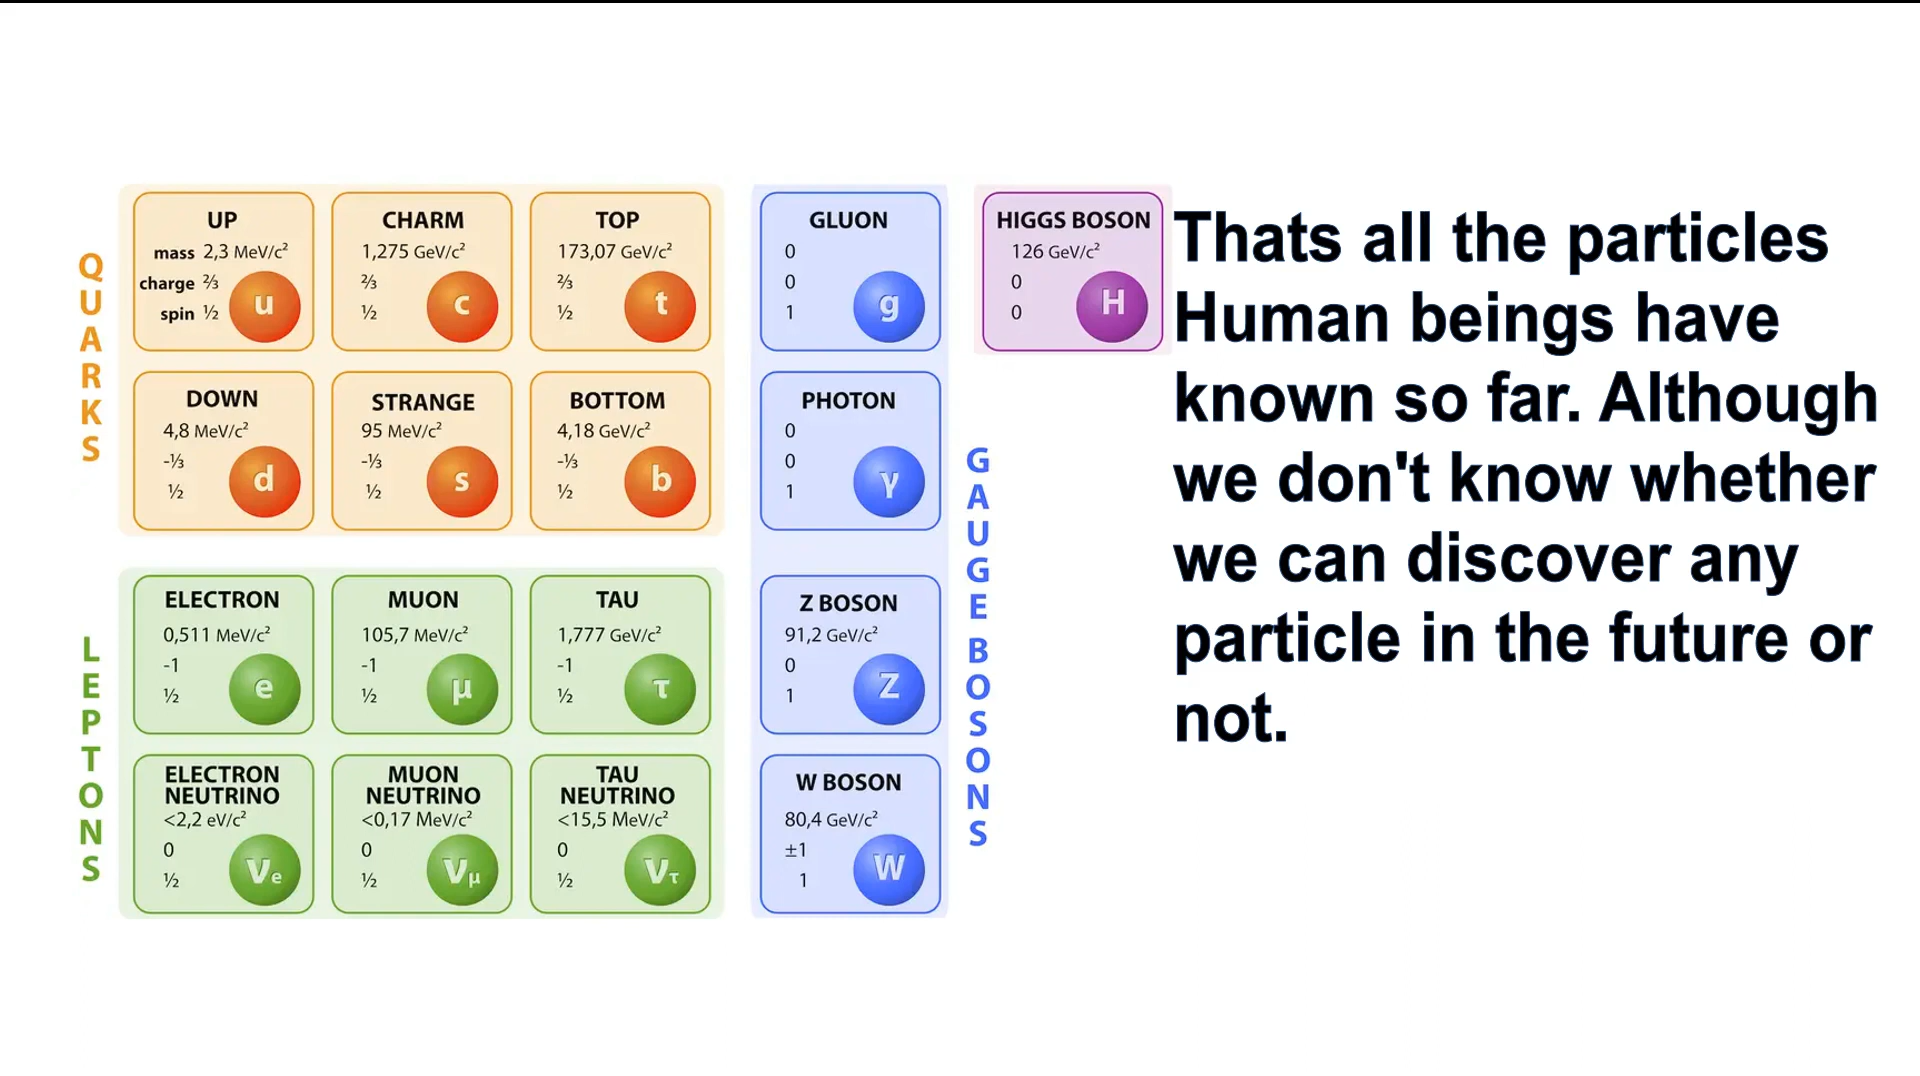 QUARKS
UP
mass 2,3 MeV/c²
charge ⅔
spin ½
u
CHARM
1,275 GeV/c²
⅔
½
c
TOP
173,07 GeV/c²
⅔
½
t
DOWN
4,8 MeV/c²
-⅓
½
d
STRANGE
95 MeV/c²
-⅓
½
s
BOTTOM
4,18 GeV/c²
-⅓
½
b
LEPTONS
ELECTRON
0,511 MeV/c²
-1
½
e
MUON
105,7 MeV/c²
-1
½
μ
TAU
1,777 GeV/c²
-1
½
τ
ELECTRON
NEUTRINO
<2,2 eV/c²
0
½
νe
MUON
NEUTRINO
<0,17 MeV/c²
0
½
νμ
TAU
NEUTRINO
<15,5 MeV/c²
0
½
ντ
GLUON
0
0
1
g
PHOTON
0
0
1
γ
Z BOSON
91,2 GeV/c²
0
1
Z
W BOSON
80,4 GeV/c²
±1
1
W
GAUGE BOSONS
HIGGS BOSON
126 GeV/c²
0
0
H
Thats all the particles
Human beings have
known so far. Although
we don't know whether
we can discover any
particle in the future or
not.